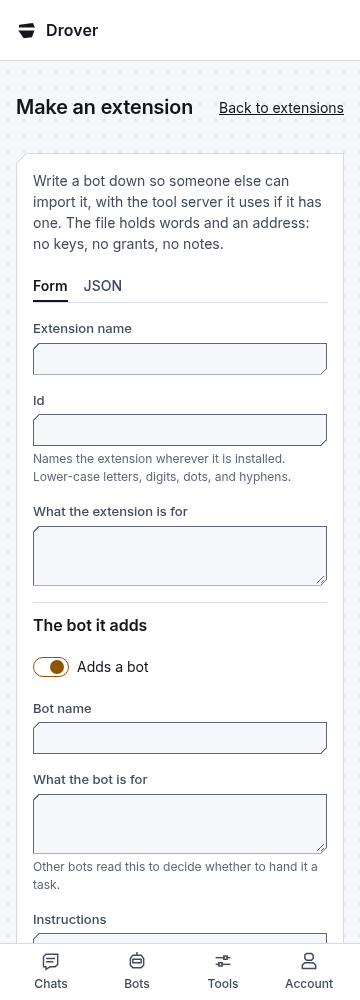 Drover
Make an extension
Back to extensions
Write a bot down so someone else can
import it, with the tool server it uses if it has
one. The file holds words and an address:
no keys, no grants, no notes.
Form
JSON
Extension name
Id
Names the extension wherever it is installed.
Lower-case letters, digits, dots, and hyphens.
What the extension is for
The bot it adds
Adds a bot
Bot name
What the bot is for
Other bots read this to decide whether to hand it a
task.
Instructions
Chats
Bots
Tools
Account